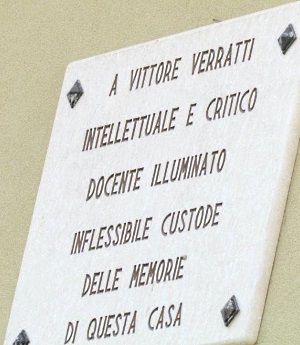 A VITTORE VERRATTI
INTELLETTUALE E CRITICO
DOCENTE ILLUMINATO
INFLESSIBILE CUSTODE
DELLE MEMORIE
DI QUESTA CASA